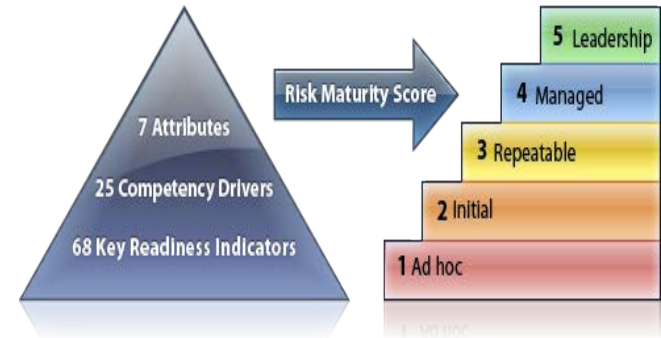 7 Attributes
25 Competency Drivers
68 Key Readiness Indicators
Risk Maturity Score
5 Leadership
4 Managed
3 Repeatable
2 Initial
1 Ad hoc